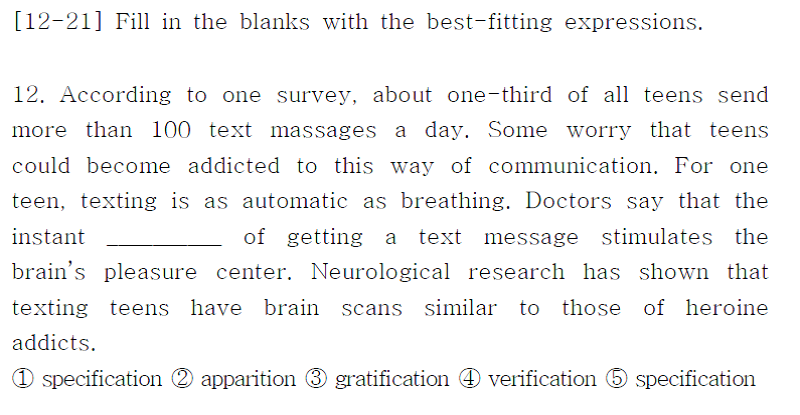 [12-21] Fill in the blanks with the best-fitting expressions.
12. According to one survey, about one-third of all teens send
more than 100 text massages a day. Some worry that teens
could become addicted to this way of communication. For one
teen, texting is as automatic as breathing. Doctors say that the
instant __________ of getting a text message stimulates the
brain's pleasure center. Neurological research has shown that
texting teens have brain scans similar to those of heroine
addicts.
① specification ② apparition ③ gratification ④ verification ⑤ specification